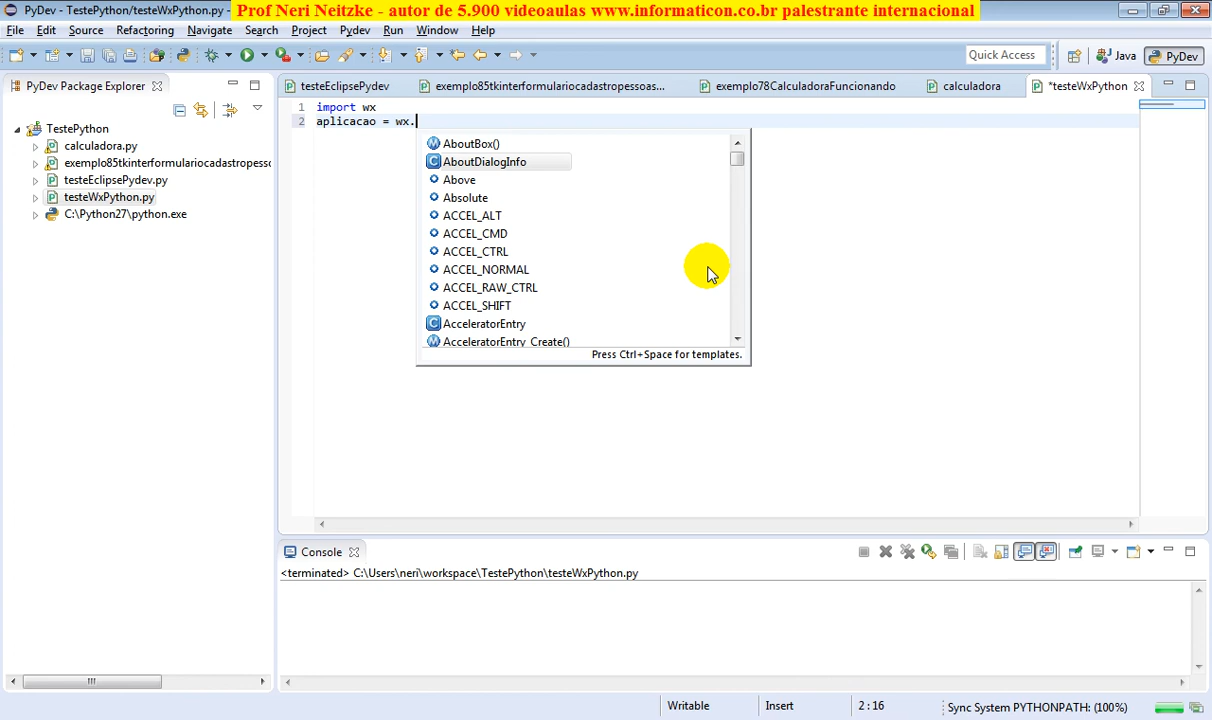 PyDev - TestePython/testeWxPython.py -
Prof Neri Neitzke - autor de 5.900 videoaulas www.informaticon.co.br palestrante internacional
File Edit Source Refactoring Navigate Search Project Pydev Run Window Help
Quick Access
Java
PyDev
PyDev Package Explorer
testeEclipsePydev
exemplo85tkinterformulariocadastropessoas...
exemplo78CalculadoraFuncionando
calculadora
*testeWxPython
TestePython
calculadora.py
exemplo85tkinterformulariocadastropesso
testeEclipsePydev.py
testeWxPython.py
C:\Python27\python.exe
1 import wx
2 aplicacao = wx.
AboutBox()
AboutDialogInfo
Above
Absolute
ACCEL_ALT
ACCEL_CMD
ACCEL_CTRL
ACCEL_NORMAL
ACCEL_RAW_CTRL
ACCEL_SHIFT
AcceleratorEntry
AcceleratorEntry_Create()
Press Ctrl+Space for templates.
Console
<terminated> C:\Users\neri\workspace\TestePython\testeWxPython.py
Writable
Insert
2 : 16
Sync System PYTHONPATH: (100%)